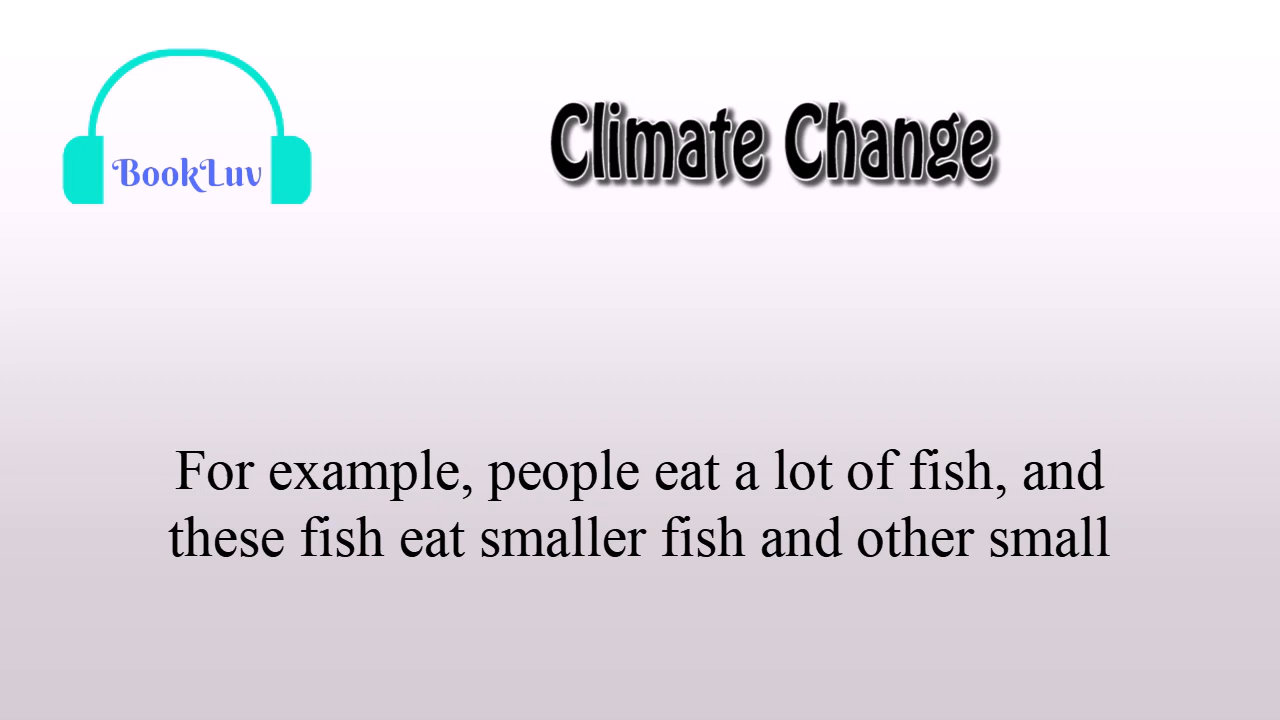 BookLuv
Climate Change
For example, people eat a lot of fish, and
these fish eat smaller fish and other small